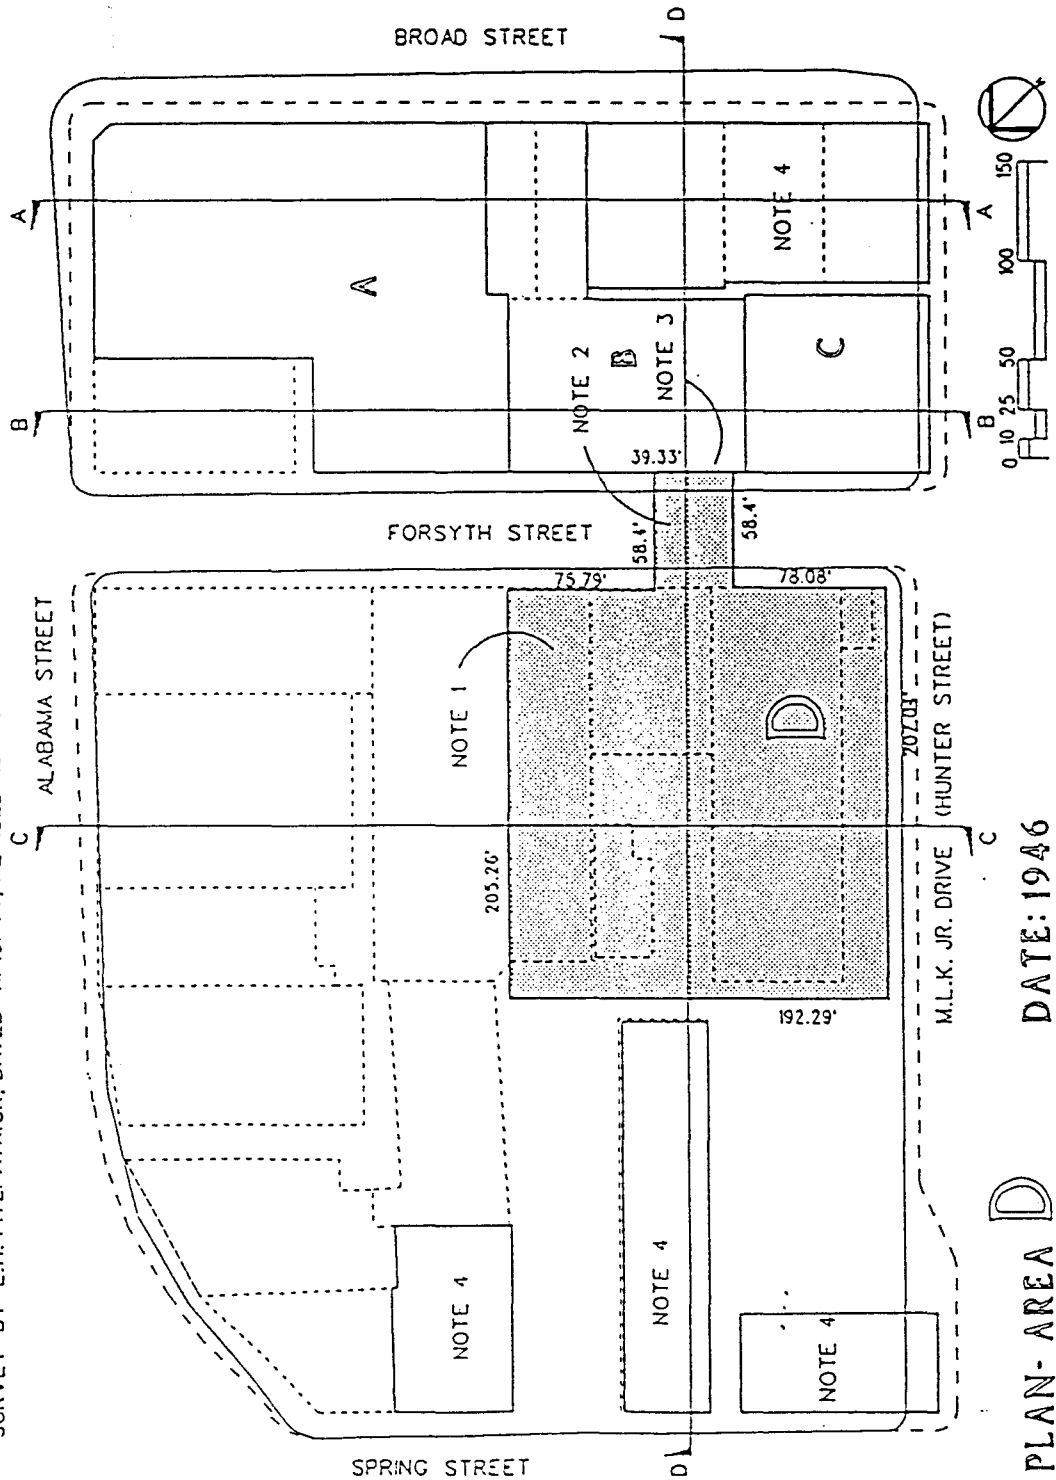 SURVEY BY
BROAD STREET
D
A
A
NOTE 4
A
A
B
NOTE 2
B
NOTE 3
C
B
B
0 10 25 50 100 150
39.33'
58.4'
58.4'
FORSYTH STREET
75.79'
78.08'
ALABAMA STREET
NOTE 1
D
C
205.26'
207.03'
M.L.K. JR. DRIVE (HUNTER STREET)
C
192.29'
NOTE 4
NOTE 4
NOTE 4
SPRING STREET
D
PLAN- AREA D
DATE: 1946